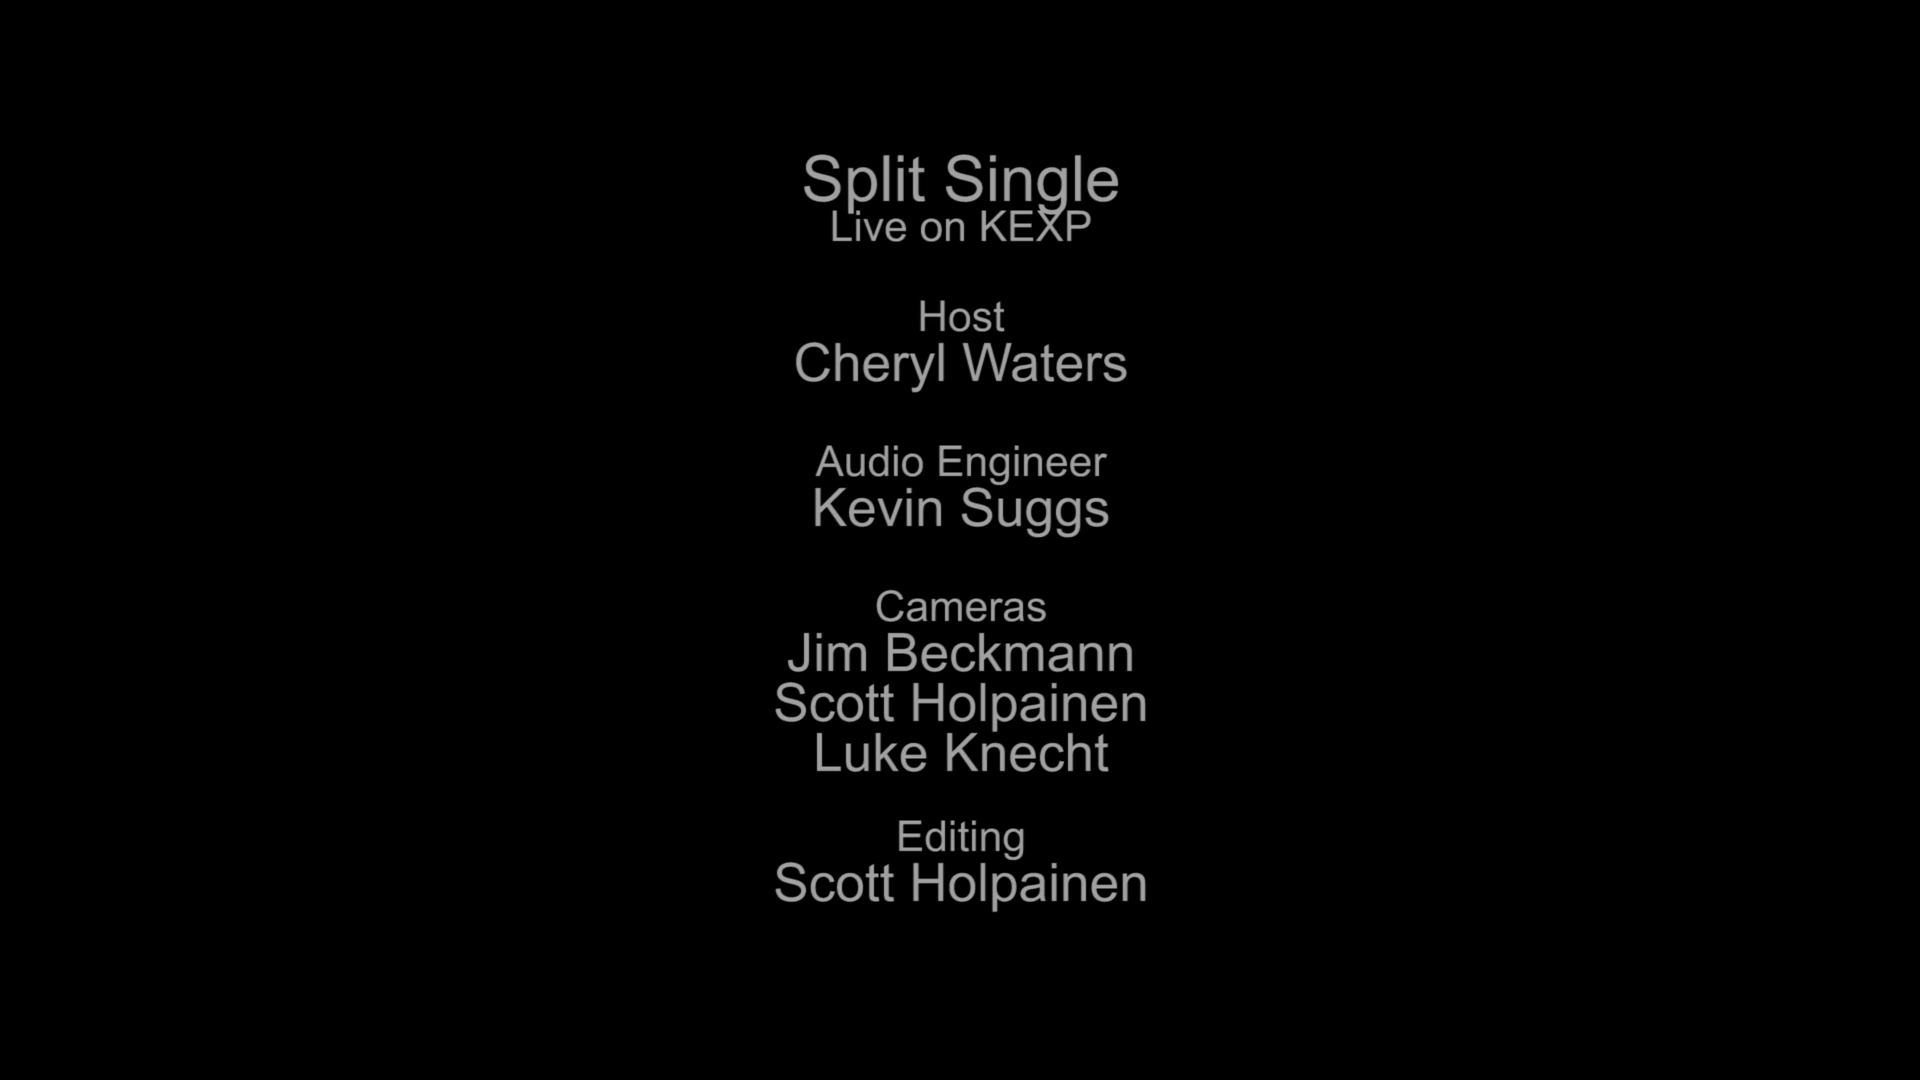 Split Single
Live on KEXP
Host
Cheryl Waters
Audio Engineer
Kevin Suggs
Cameras
Jim Beckmann
Scott Holpainen
Luke Knecht
Editing
Scott Holpainen